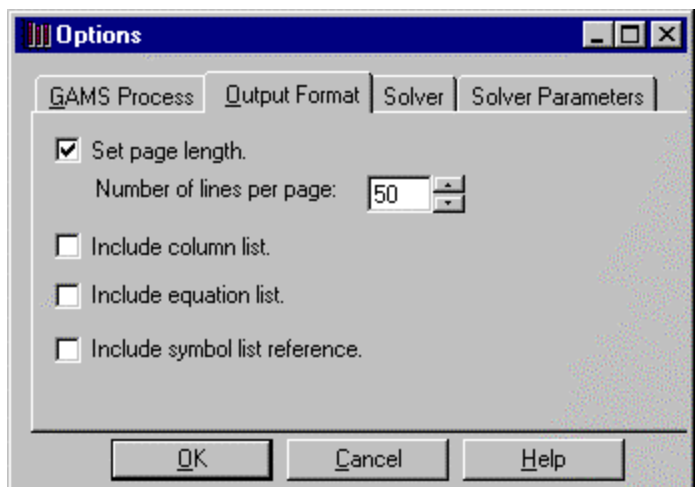 Options
GAMS Process Output Format Solver Solver Parameters
Set page length.
Number of lines per page: 50
Include column list.
Include equation list.
Include symbol list reference.
OK Cancel Help